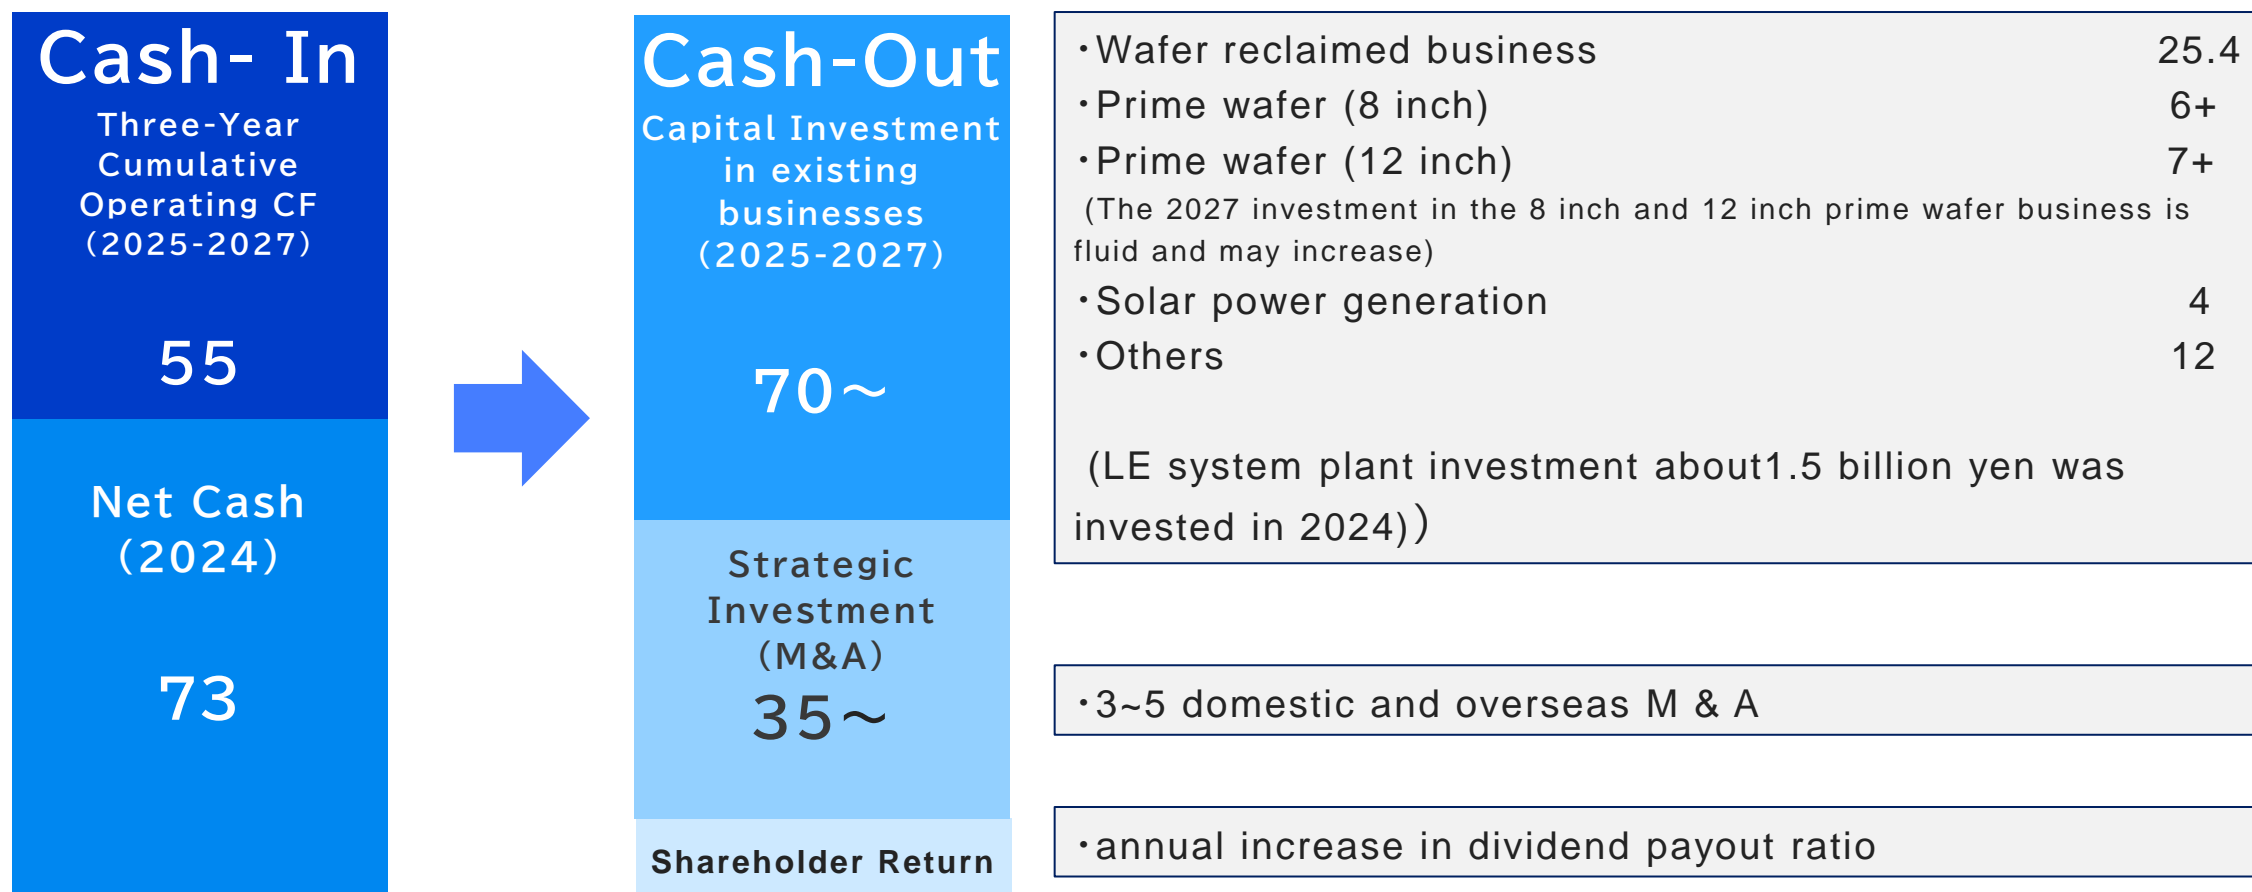 Cash- In
Three-Year
Cumulative
Operating CF
（2025-2027）
55
Net Cash
（2024）
73
Cash-Out
Capital Investment
in existing
businesses
（2025-2027）
70～
Strategic
Investment
（M&A）
35～
Shareholder Return
・Wafer reclaimed business 25.4
・Prime wafer (8 inch) 6+
・Prime wafer (12 inch) 7+
(The 2027 investment in the 8 inch and 12 inch prime wafer business is
fluid and may increase)
・Solar power generation 4
・Others 12
(LE system plant investment about1.5 billion yen was
invested in 2024)）
・3~5 domestic and overseas M & A
・annual increase in dividend payout ratio